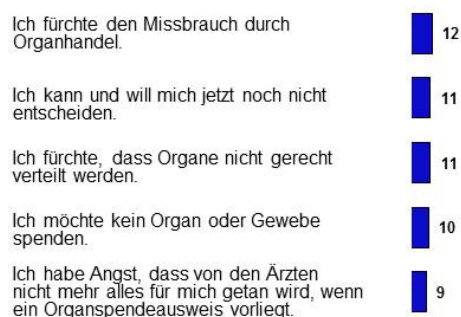 Ich fürchte den Missbrauch durch
Organhandel.
12
Ich kann und will mich jetzt noch nicht
entscheiden.
11
Ich fürchte, dass Organe nicht gerecht
verteilt werden.
11
Ich möchte kein Organ oder Gewebe
spenden.
10
Ich habe Angst, dass von den Ärzten
nicht mehr alles für mich getan wird, wenn
ein Organspendeausweis vorliegt.
9